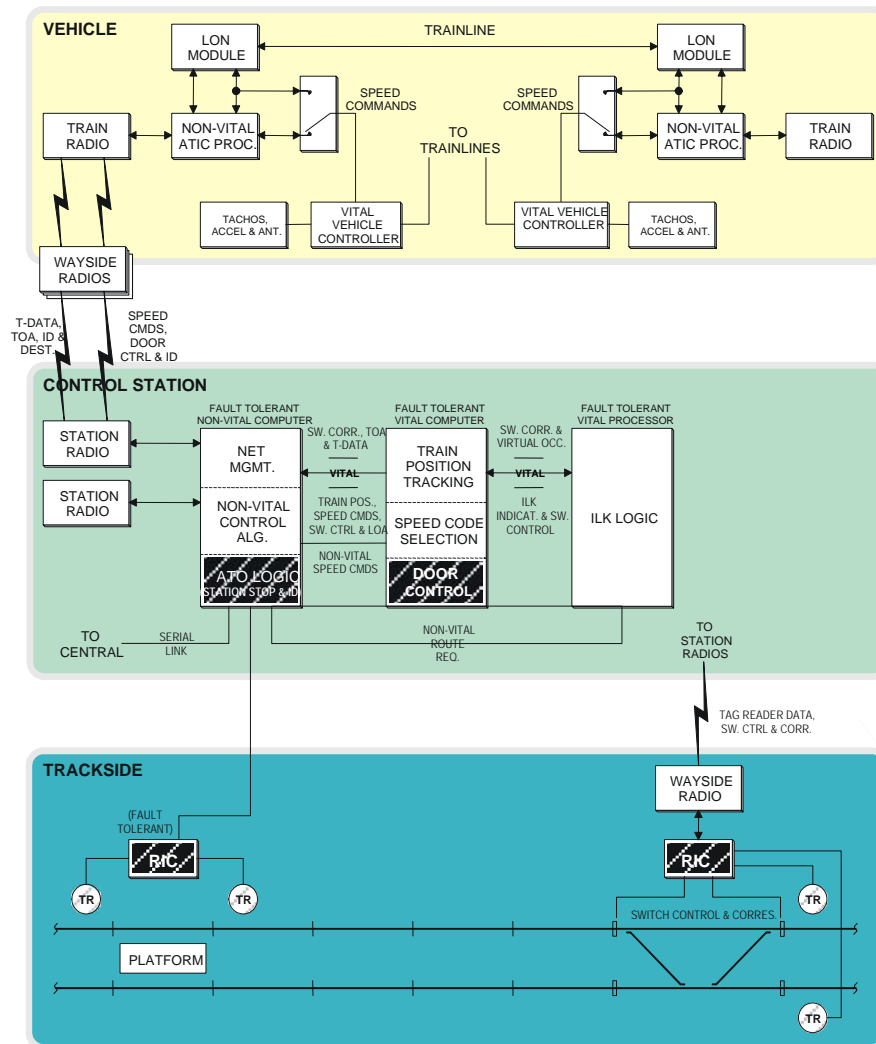 VEHICLE
LON
MODULE
TRAINLINE
LON
MODULE
SPEED
COMMANDS
SPEED
COMMANDS
TRAIN
RADIO
NON-VITAL
ATIC PROC.
TO
TRAINLINES
NON-VITAL
ATIC PROC.
TRAIN
RADIO
TACHOS,
ACCEL & ANT.
VITAL
VEHICLE
CONTROLLER
VITAL VEHICLE
CONTROLLER
TACHOS,
ACCEL & ANT.
WAYSIDE
RADIOS
T-DATA,
TOA, ID &
DEST.
SPEED
CMDS,
DOOR
CTRL & ID
CONTROL STATION
FAULT TOLERANT
NON-VITAL COMPUTER
FAULT TOLERANT
VITAL COMPUTER
FAULT TOLERANT
VITAL PROCESSOR
STATION
RADIO
STATION
RADIO
NET
MGMT.
NON-VITAL
CONTROL
ALG.
ATO LOGIC
(STATION STOP & ID)
SW. CORR., TOA
& T-DATA
VITAL
TRAIN POS.,
SPEED CMDS,
SW. CTRL & LOA
NON-VITAL
SPEED CMDS
TRAIN
POSITION
TRACKING
SPEED CODE
SELECTION
DOOR
CONTROL
SW. CORR. &
VIRTUAL OCC.
VITAL
ILK
INDICAT. & SW.
CONTROL
ILK LOGIC
TO
CENTRAL
SERIAL
LINK
NON-VITAL
ROUTE
REQ.
TO
STATION
RADIOS
TAG READER DATA,
SW. CTRL & CORR.
TRACKSIDE
WAYSIDE
RADIO
(FAULT
TOLERANT)
RIC
RIC
TR
TR
TR
SWITCH CONTROL & CORRES.
PLATFORM
TR